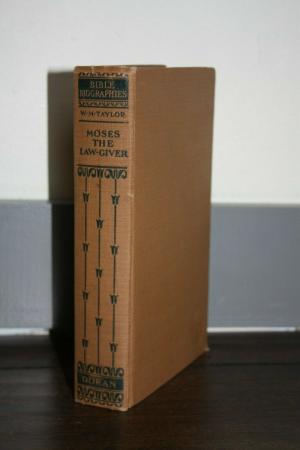 BIBLE
BIOGRAPHIES
W·M·TAYLOR
MOSES
THE
LAW-GIVER
DORAN